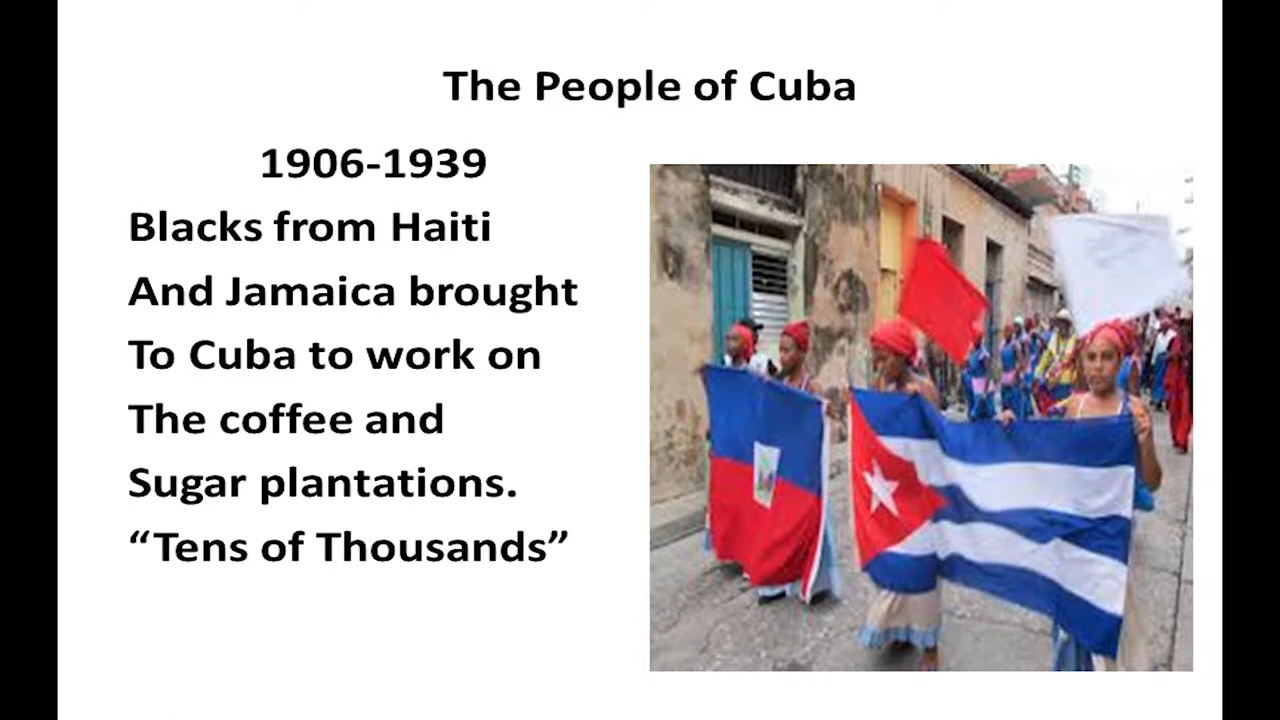 The People of Cuba
1906-1939
Blacks from Haiti
And Jamaica brought
To Cuba to work on
The coffee and
Sugar plantations.
“Tens of Thousands”